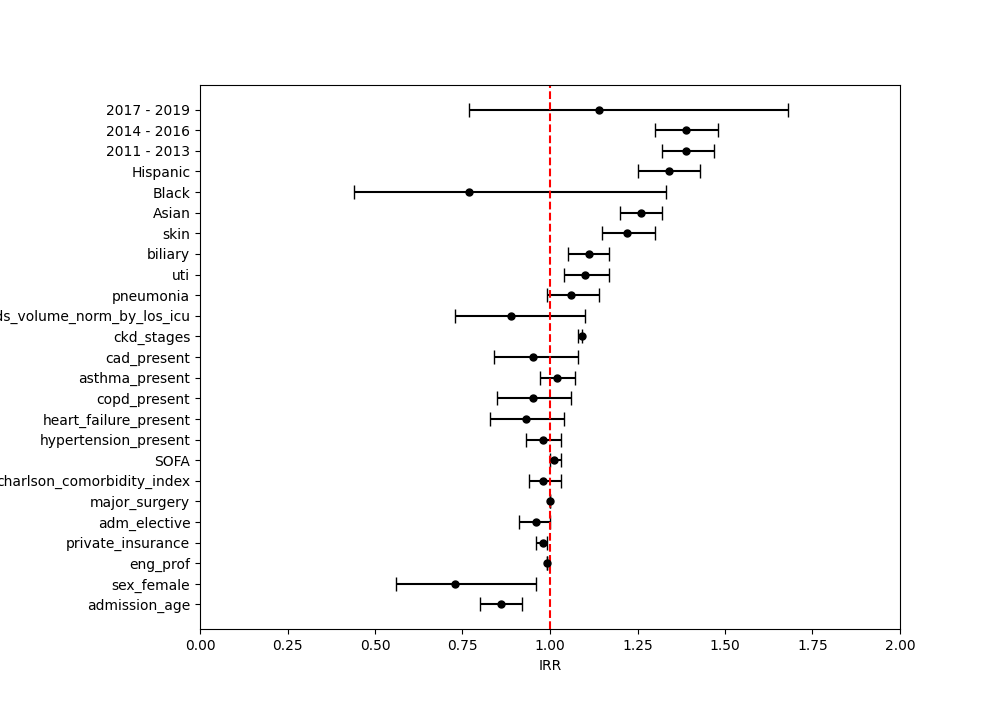 2017 - 2019
2014 - 2016
2011 - 2013
Hispanic
Black
Asian
skin
biliary
uti
pneumonia
ds_volume_norm_by_los_icu
ckd_stages
cad_present
asthma_present
copd_present
heart_failure_present
hypertension_present
SOFA
charlson_comorbidity_index
major_surgery
adm_elective
private_insurance
eng_prof
sex_female
admission_age
0.00 0.25 0.50 0.75 1.00 1.25 1.50 1.75 2.00
IRR